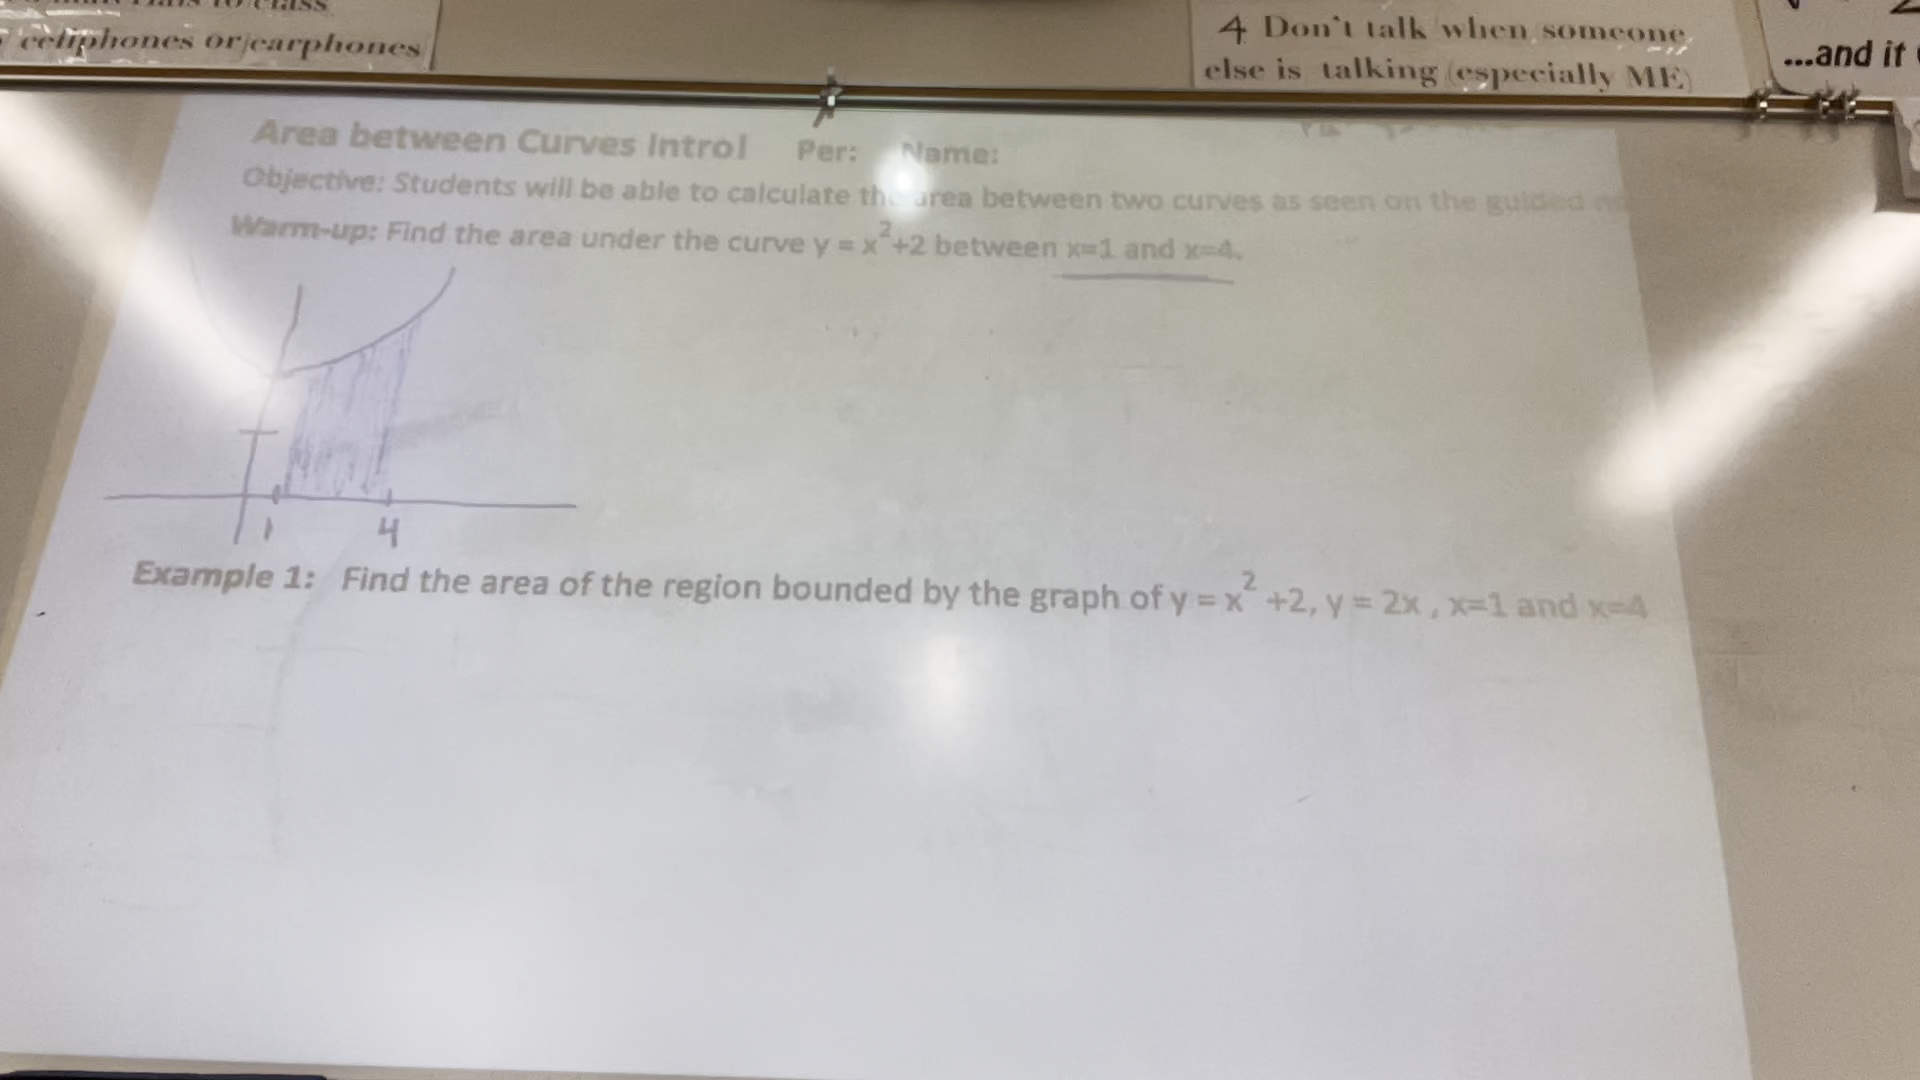 class
cellphones or earphones
4 Don't talk when someone
else is talking (especially ME)
...and it
Area between Curves Intro! Per: Name:
Objective: Students will be able to calculate the area between two curves as seen on the guided
Warm-up: Find the area under the curve y = x²+2 between x=1 and x=4.
1 4
Example 1: Find the area of the region bounded by the graph of y = x² +2, y = 2x , x=1 and x=4